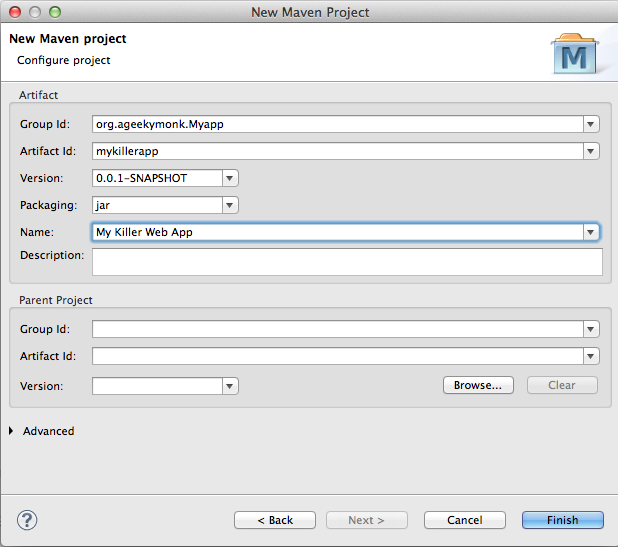 New Maven Project
New Maven project
Configure project
M
Artifact
Group Id: org.ageekymonk.Myapp
Artifact Id: mykillerapp
Version: 0.0.1-SNAPSHOT
Packaging: jar
Name: My Killer Web App
Description:
Parent Project
Group Id:
Artifact Id:
Version: Browse... Clear
Advanced
? < Back Next > Cancel Finish